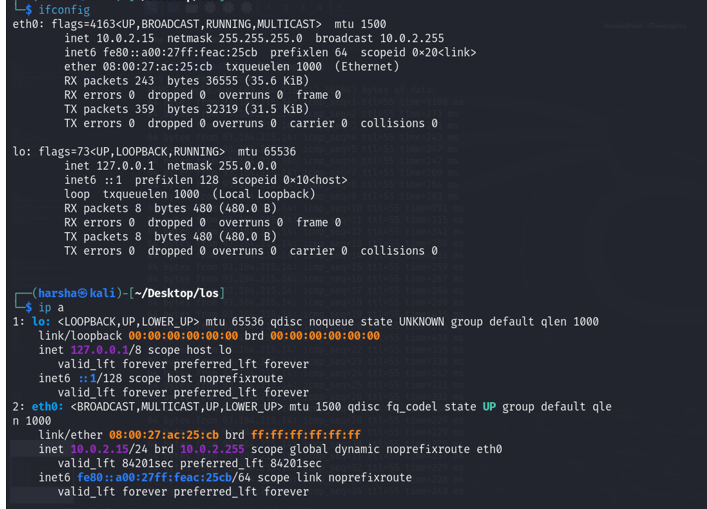 └─$ ifconfig
eth0: flags=4163<UP,BROADCAST,RUNNING,MULTICAST>  mtu 1500
        inet 10.0.2.15  netmask 255.255.255.0  broadcast 10.0.2.255
        inet6 fe80::a00:27ff:feac:25cb  prefixlen 64  scopeid 0×20<link>
        ether 08:00:27:ac:25:cb  txqueuelen 1000  (Ethernet)
        RX packets 243  bytes 36555 (35.6 KiB)
        RX errors 0  dropped 0  overruns 0  frame 0
        TX packets 359  bytes 32319 (31.5 KiB)
        TX errors 0  dropped 0 overruns 0  carrier 0  collisions 0

lo: flags=73<UP,LOOPBACK,RUNNING>  mtu 65536
        inet 127.0.0.1  netmask 255.0.0.0
        inet6 ::1  prefixlen 128  scopeid 0×10<host>
        loop  txqueuelen 1000  (Local Loopback)
        RX packets 8  bytes 480 (480.0 B)
        RX errors 0  dropped 0  overruns 0  frame 0
        TX packets 8  bytes 480 (480.0 B)
        TX errors 0  dropped 0 overruns 0  carrier 0  collisions 0

┌──(harsha㉿kali)-[~/Desktop/los]
└─$ ip a
1: lo: <LOOPBACK,UP,LOWER_UP> mtu 65536 qdisc noqueue state UNKNOWN group default qlen 1000
    link/loopback 00:00:00:00:00:00 brd 00:00:00:00:00:00
    inet 127.0.0.1/8 scope host lo
       valid_lft forever preferred_lft forever
    inet6 ::1/128 scope host noprefixroute
       valid_lft forever preferred_lft forever
2: eth0: <BROADCAST,MULTICAST,UP,LOWER_UP> mtu 1500 qdisc fq_codel state UP group default qle
n 1000
    link/ether 08:00:27:ac:25:cb brd ff:ff:ff:ff:ff:ff
    inet 10.0.2.15/24 brd 10.0.2.255 scope global dynamic noprefixroute eth0
       valid_lft 84201sec preferred_lft 84201sec
    inet6 fe80::a00:27ff:feac:25cb/64 scope link noprefixroute
       valid_lft forever preferred_lft forever